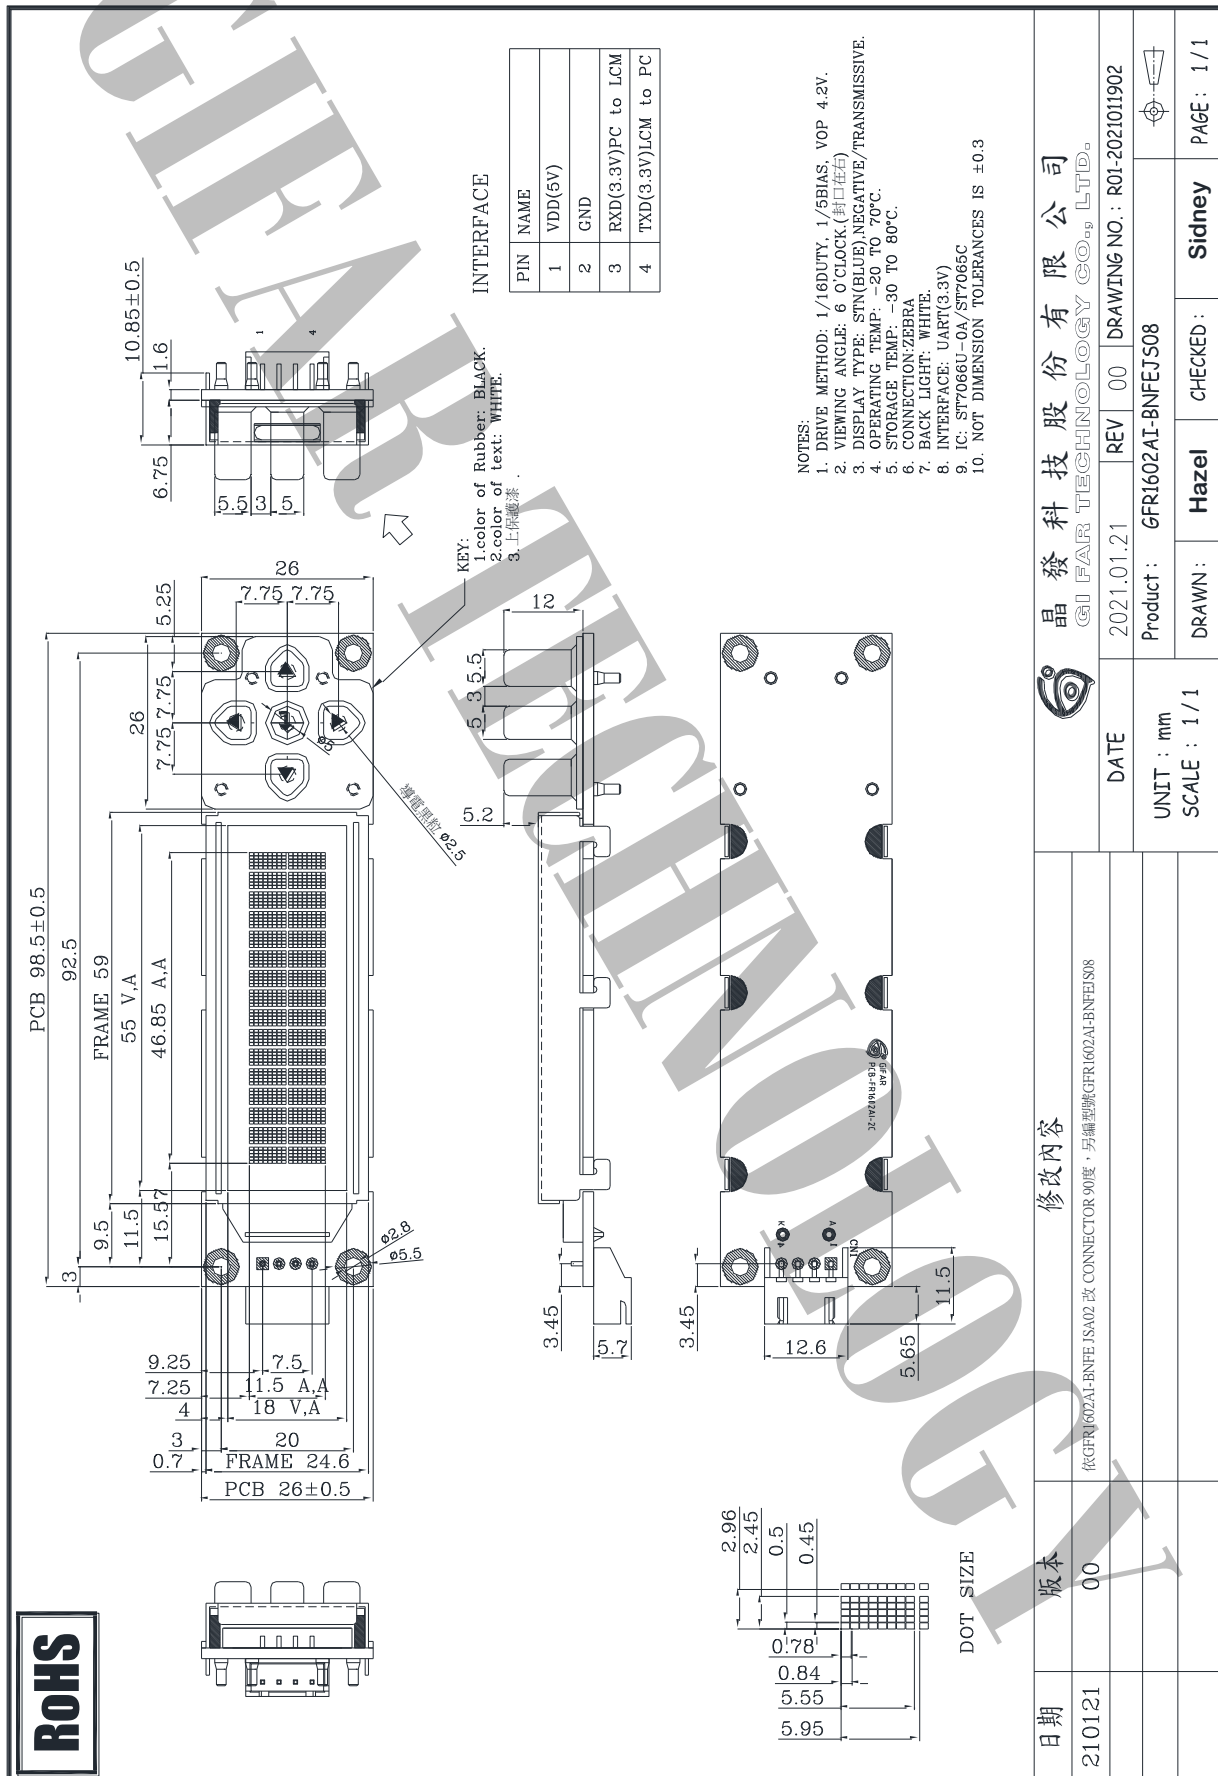 GIFAR TECHNOLOGY
RoHS
PCB 98.5±0.5
92.5
3
FRAME 59
9.5
55 V,A
11.5
46.85 A,A
15.57
26
5.25
7.75
7.75
26
7.75
7.75
ø5
導電黑粒 ø2.5
ø2.8
ø5.5
9.25
7.5
7.25
11.5 A,A
4
18 V,A
3
20
0.7
FRAME 24.6
PCB 26±0.5
10.85±0.5
1.6
6.75
5.5
3
5
1
4
KEY:
1.color of Rubber: BLACK.
2.color of text: WHITE.
3.上保護漆 .
INTERFACE
PIN NAME
1 VDD(5V)
2 GND
3 RXD(3.3V)PC to LCM
4 TXD(3.3V)LCM to PC
12
5
3
5.5
5.2
3.45
5.7
3.45
12.6
11.5
5.65
K
A
CN1
GIFAR
PCB-FR1602AI-2C
NOTES:
1. DRIVE METHOD: 1/16DUTY, 1/5BIAS, VOP 4.2V.
2. VIEWING ANGLE: 6 O'CLOCK.(封口在右)
3. DISPLAY TYPE: STN(BLUE),NEGATIVE/TRANSMISSIVE.
4. OPERATING TEMP: -20 TO 70°C.
5. STORAGE TEMP: -30 TO 80°C.
6. CONNECTION:ZEBRA
7. BACK LIGHT: WHITE.
8. INTERFACE: UART(3.3V)
9. IC: ST7066U-0A/ST7065C
10. NOT DIMENSION TOLERANCES IS ±0.3
2.96
2.45
0.5
0.45
0.78
0.84
5.55
5.95
DOT SIZE
日期 版本 修改內容
210121 00 依GFR1602AI-BNFE JSA02 改 CONNECTOR 90度，另編型號GFR1602AI-BNFEJS08
晶發科技股份有限公司
GI FAR TECHNOLOGY CO., LTD.
DATE 2021.01.21 REV 00 DRAWING NO.: R01-2021011902
UNIT : mm
SCALE : 1/1
Product : GFR1602AI-BNFEJS08
DRAWN : Hazel CHECKED : Sidney PAGE : 1/1